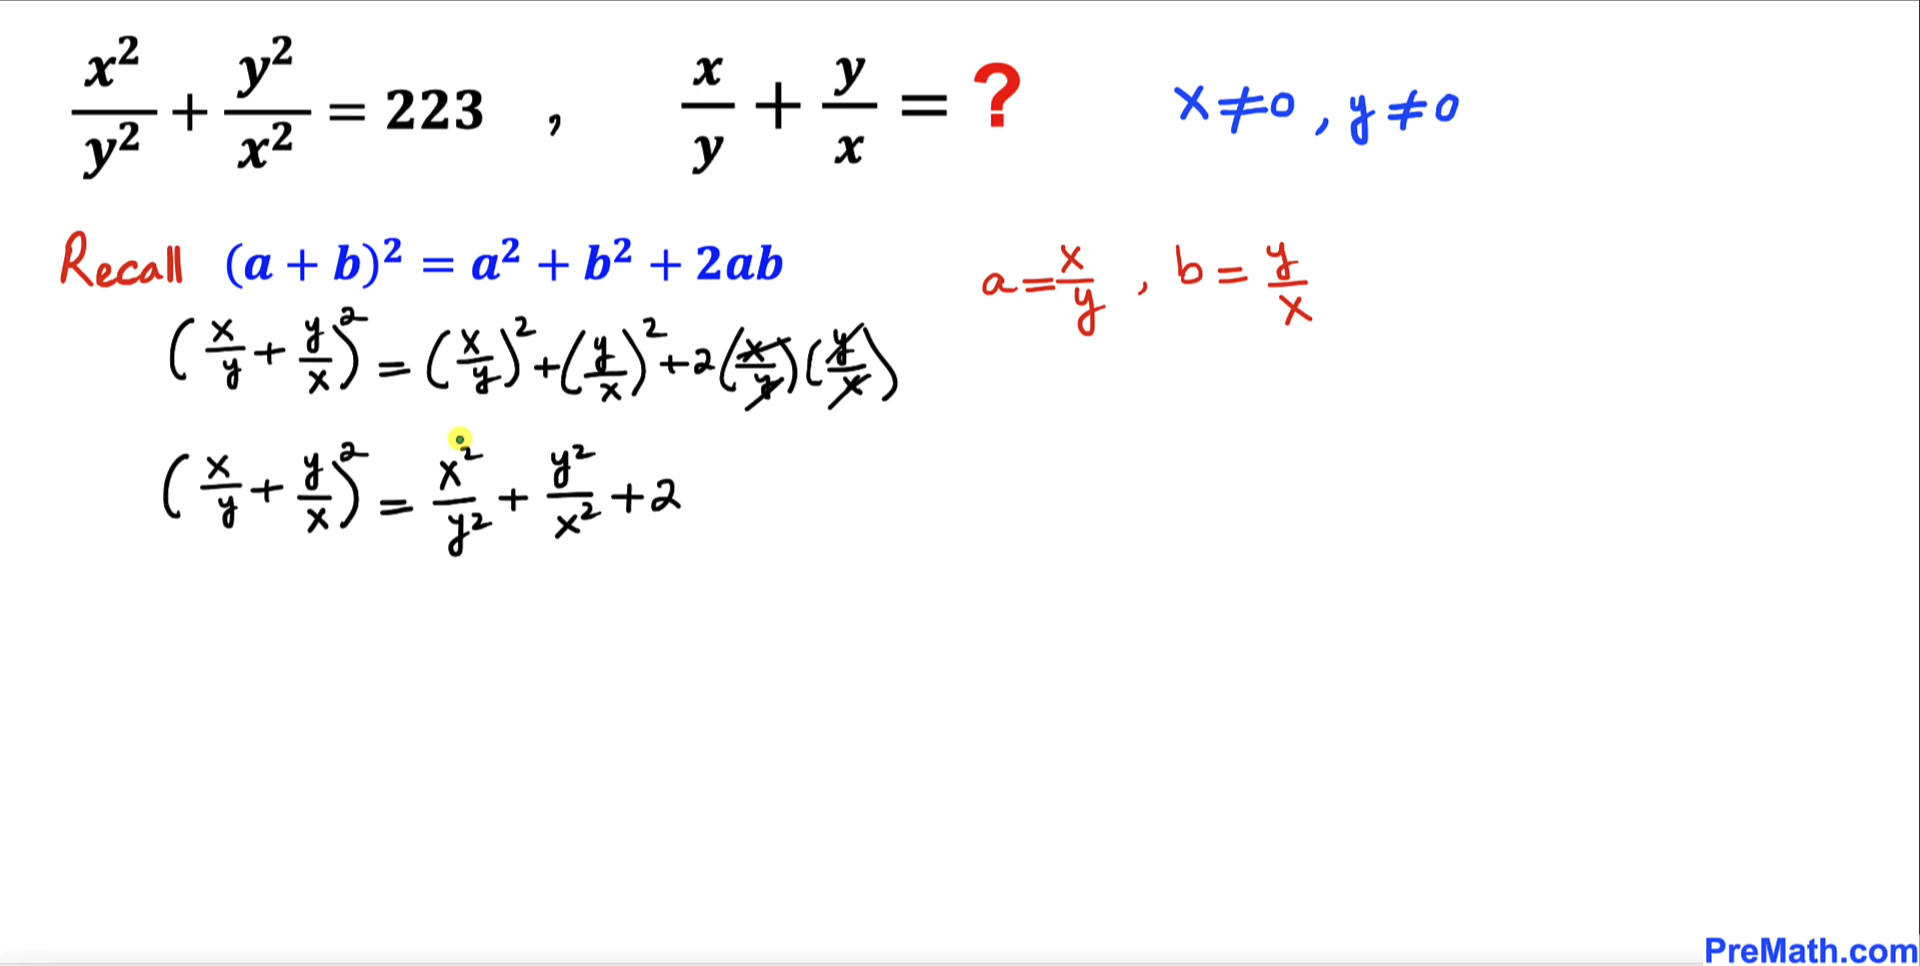 x²/y² + y²/x² = 223 , x/y + y/x = ? x≠0, y≠0
Recall (a + b)² = a² + b² + 2ab a = x/y , b = y/x
(x/y + y/x)² = (x/y)² + (y/x)² + 2(x/y)(y/x)
(x/y + y/x)² = x²/y² + y²/x² + 2
PreMath.com